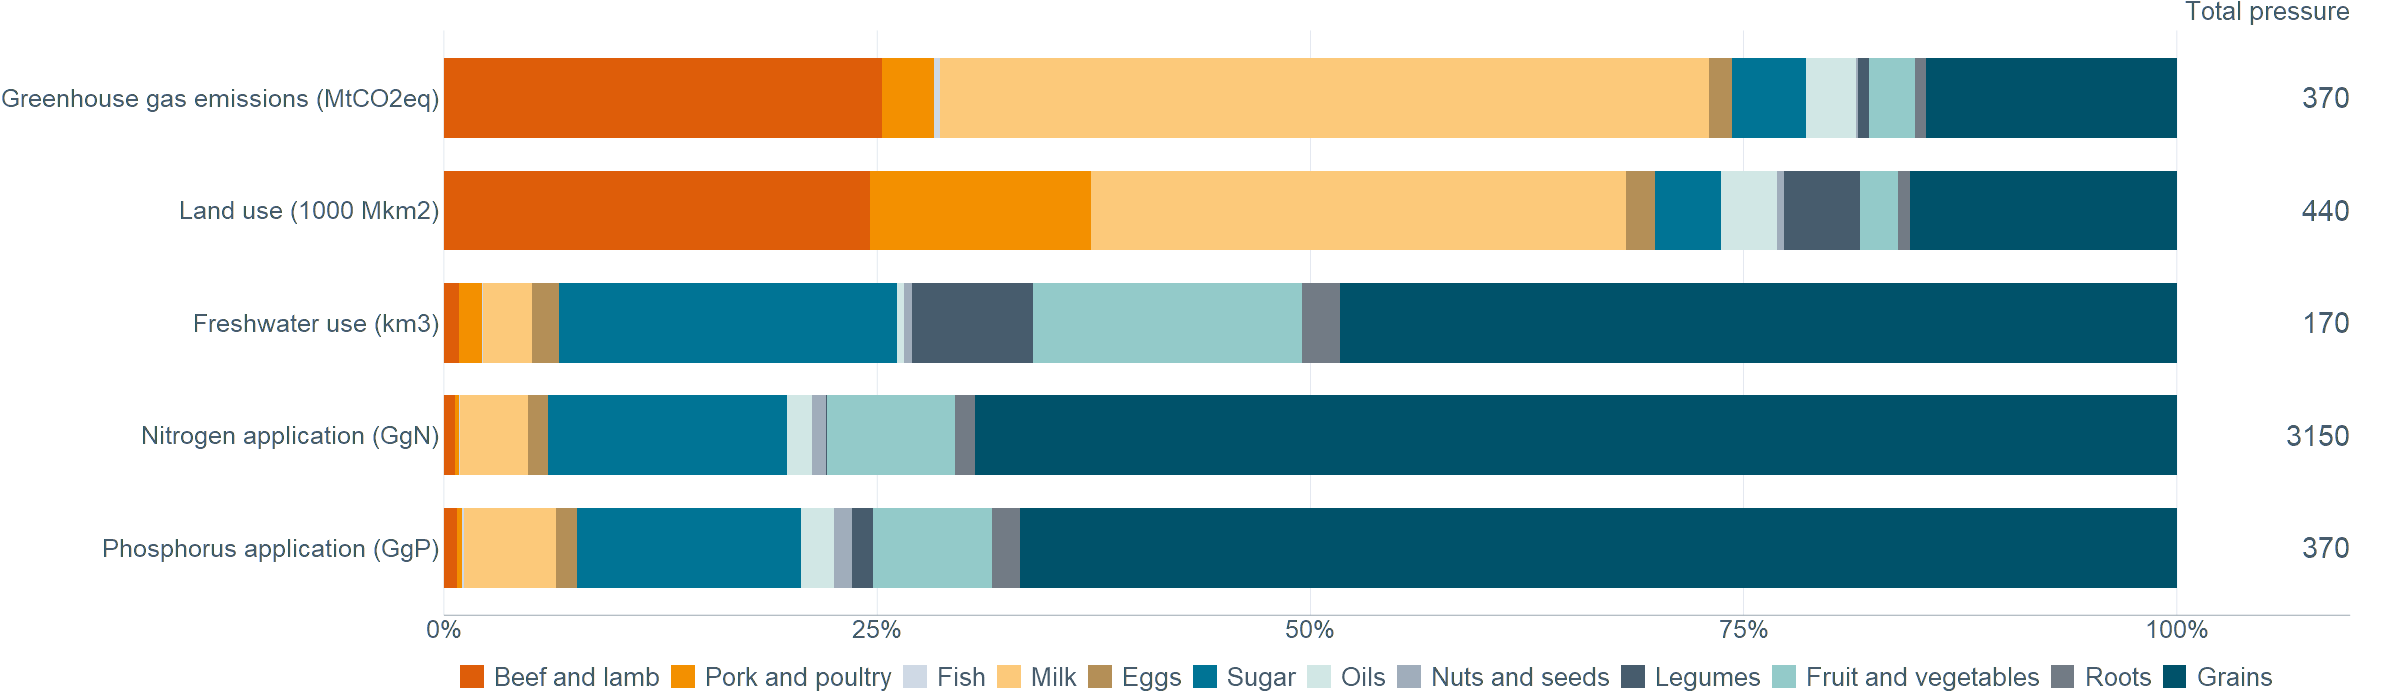 Total pressure
Greenhouse gas emissions (MtCO2eq) 370
Land use (1000 Mkm2) 440
Freshwater use (km3) 170
Nitrogen application (GgN) 3150
Phosphorus application (GgP) 370
0% 25% 50% 75% 100%
Beef and lamb Pork and poultry Fish Milk Eggs Sugar Oils Nuts and seeds Legumes Fruit and vegetables Roots Grains